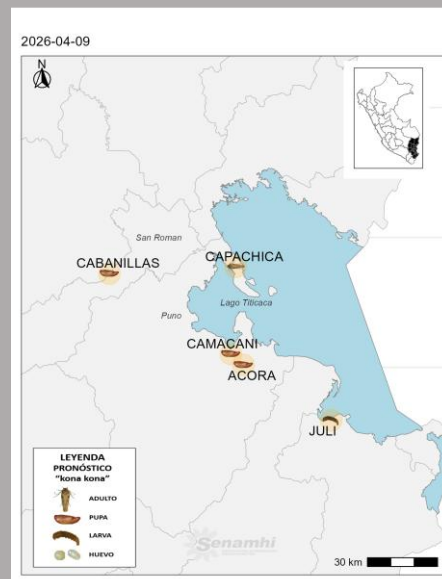 2026-04-09
N
San Roman
CABANILLAS
CAPACHICA
Lago Titicaca
Puno
CAMACANI
ACORA
JULI
LEYENDA
PRONÓSTICO
"kona kona"
ADULTO
PUPA
LARVA
HUEVO
Senamhi
30 km